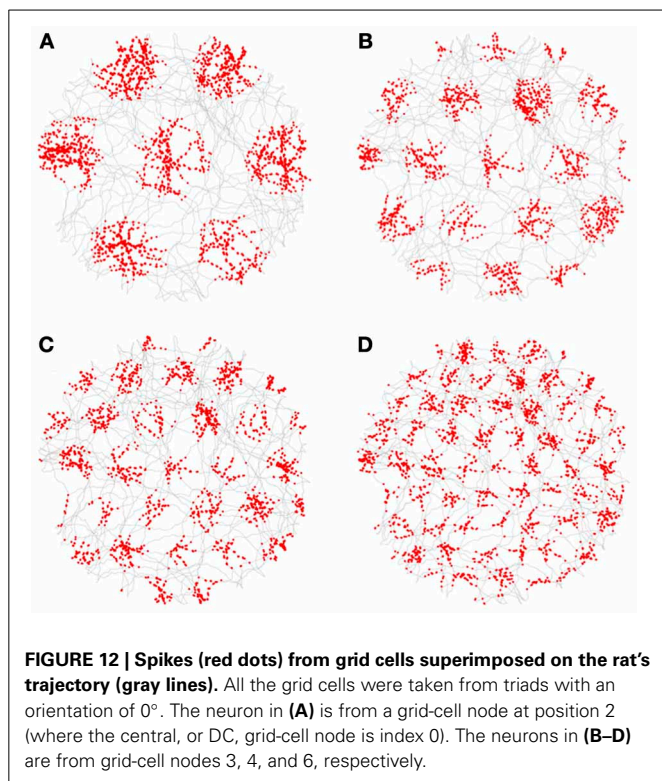 A
B
C
D
FIGURE 12 | Spikes (red dots) from grid cells superimposed on the rat's
trajectory (gray lines). All the grid cells were taken from triads with an
orientation of 0°. The neuron in (A) is from a grid-cell node at position 2
(where the central, or DC, grid-cell node is index 0). The neurons in (B–D)
are from grid-cell nodes 3, 4, and 6, respectively.